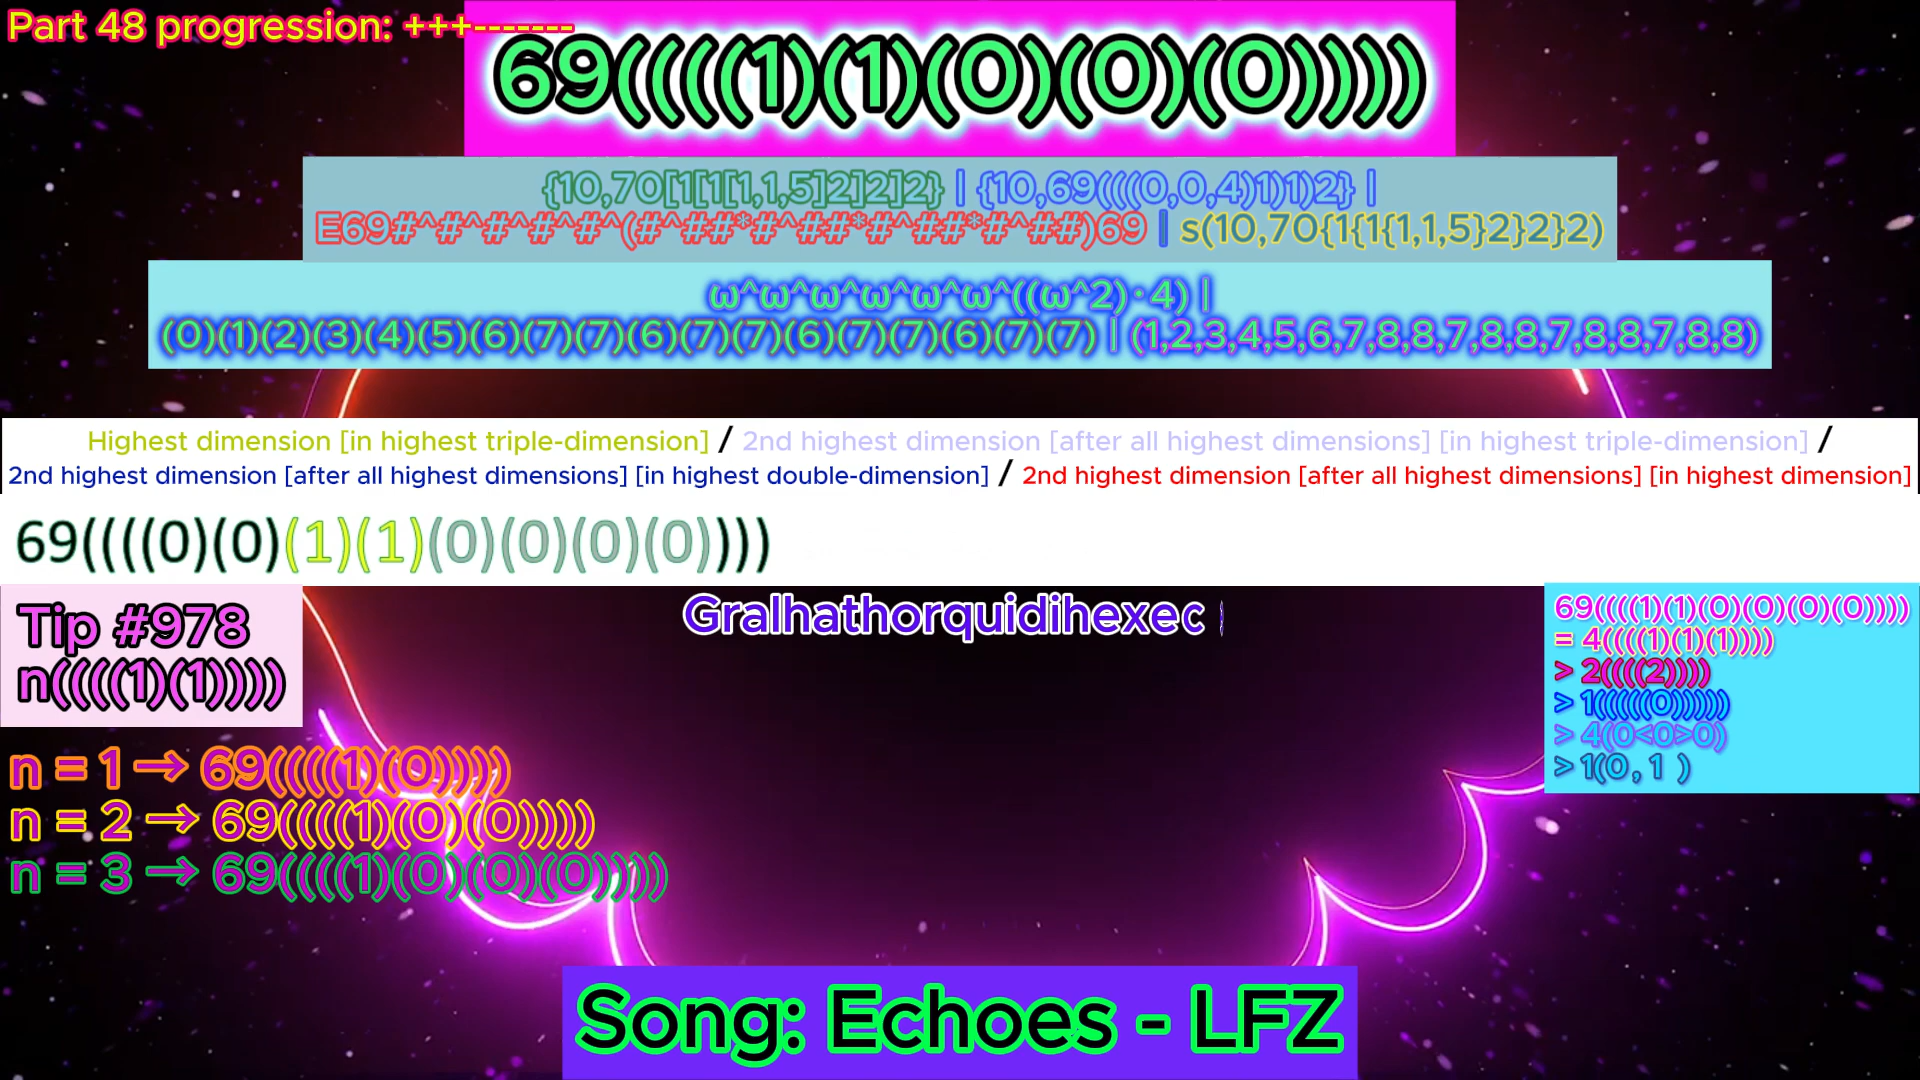 Part 48 progression: +++-------
69((((1)(1)(0)(0)(0))))
{10,70[1[1[1,1,5]2]2]2} | {10,69((((0,0,4)1)1)2} |
E69#^#^#^#^#^(#^##*#^##*#^##*#^##)69 | s(10,70{1{1{1,1,5}2}2}2)
ω^ω^ω^ω^ω^ω^((ω^2)·4) |
(0)(1)(2)(3)(4)(5)(6)(7)(7)(6)(7)(7)(6)(7)(7)(6)(7)(7) | (1,2,3,4,5,6,7,8,8,7,8,8,7,8,8,7,8,8)
Highest dimension [in highest triple-dimension] / 2nd highest dimension [after all highest dimensions] [in highest triple-dimension] /
2nd highest dimension [after all highest dimensions] [in highest double-dimension] / 2nd highest dimension [after all highest dimensions] [in highest dimension]
69((((0)(0)(1)(1)(0)(0)(0)(0))))
Tip #978
n((((1)(1))))
n = 1 → 69((((1)(0))))
n = 2 → 69((((1)(0)(0))))
n = 3 → 69((((1)(0)(0)(0))))
Gralhathorquidihexec
69((((1)(1)(0)(0)(0)(0))))
= 4((((1)(1)(1))))
> 2((((2))))
> 1(((((0)))))
> 4(0<0>0)
> 1(0,1 )
Song: Echoes - LFZ